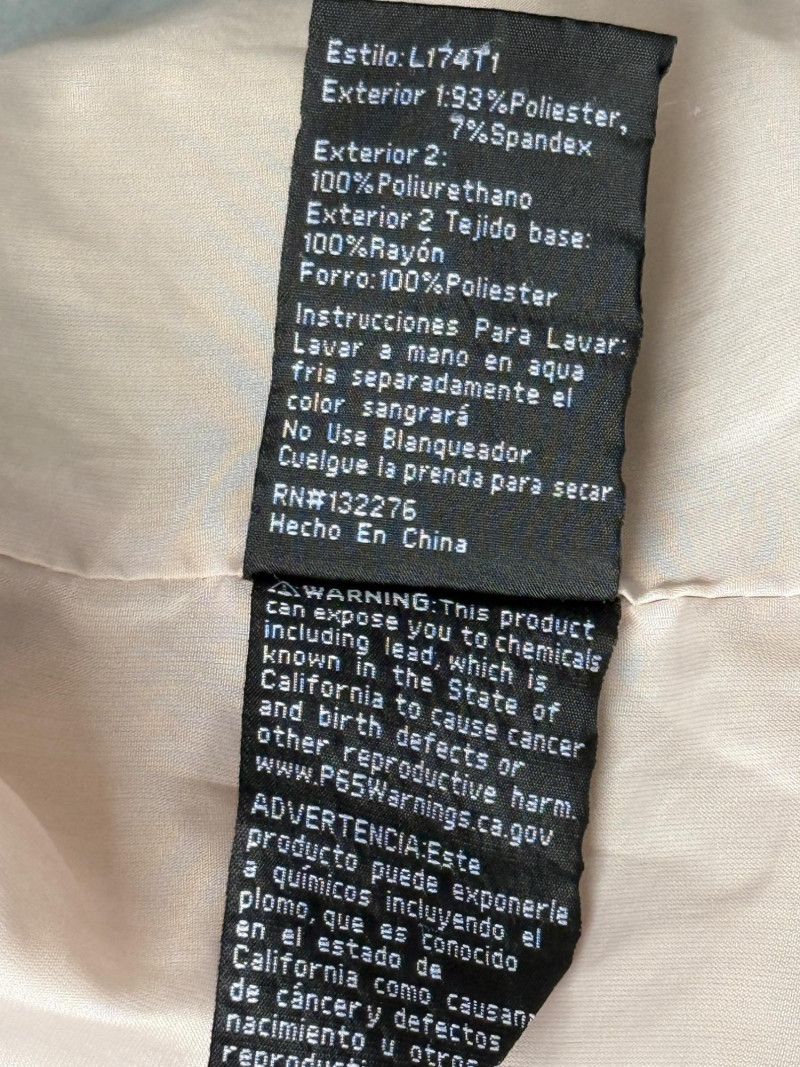 Estilo:L174T1
Exterior 1:93%Poliester,
7%Spandex
Exterior 2:
100%Poliurethano
Exterior 2 Tejido base:
100%Rayón
Forro:100%Poliester
Instrucciones Para Lavar:
Lavar a mano en aqua
fria separadamente el
color sangrará
No Use Blanqueador
Cuelgue la prenda para secar
RN#132276
Hecho En China
⚠WARNING:This product
can expose you to chemicals
including lead, which is
known in the State of
California to cause cancer
and birth defects or
other reproductive harm.
www.P65Warnings.ca.gov
ADVERTENCIA:Este
producto puede exponerle
a químicos incluyendo el
plomo, que es conocido
en el estado de
California como causan
de cáncer y defectos
nacimiento u otros
reproducti